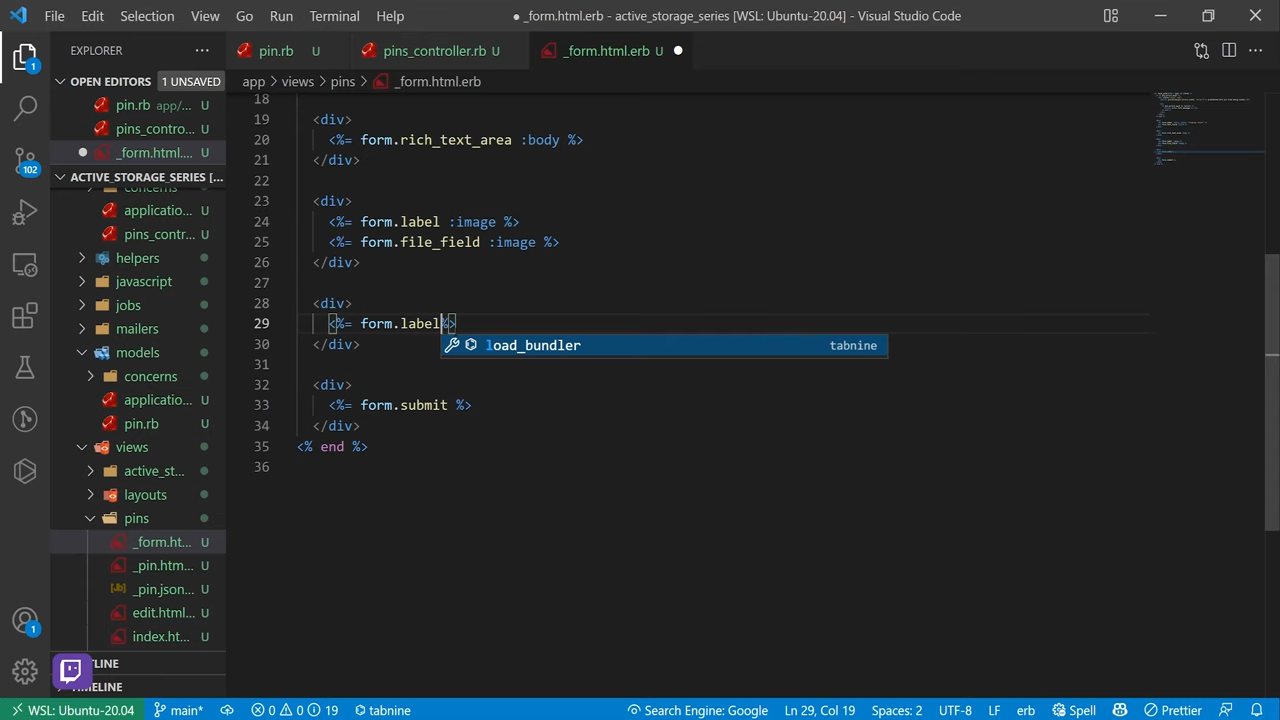 File Edit Selection View Go Run Terminal Help
● _form.html.erb - active_storage_series [WSL: Ubuntu-20.04] - Visual Studio Code
EXPLORER ···
pin.rb U
pins_controller.rb U
_form.html.erb U ●
OPEN EDITORS 1 UNSAVED
app > views > pins > _form.html.erb
pin.rb app/... U
pins_contro... U
● _form.html.... U
ACTIVE_STORAGE_SERIES [...
concerns
applicatio... U
pins_contr... U
helpers
javascript
jobs
mailers
models
concerns
applicatio... U
pin.rb U
views
active_st...
layouts
pins
_form.ht... U
_pin.htm... U
_pin.json... U
edit.html... U
index.ht... U
TLINE
TIMELINE
1
102
1
18
19 <div>
20 <%= form.rich_text_area :body %>
21 </div>
22
23 <div>
24 <%= form.label :image %>
25 <%= form.file_field :image %>
26 </div>
27
28 <div>
29 <%= form.label%>
load_bundler tabnine
30 </div>
31
32 <div>
33 <%= form.submit %>
34 </div>
35 <% end %>
36
WSL: Ubuntu-20.04 main* 0 0 19 tabnine Search Engine: Google Ln 29, Col 19 Spaces: 2 UTF-8 LF erb Spell Prettier